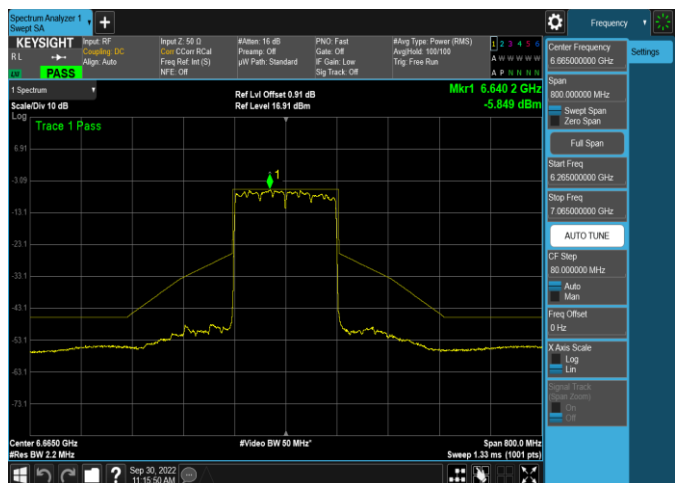 Spectrum Analyzer 1
Swept SA
Frequency
KEYSIGHT
RL
PASS
Input: RF
Coupling: DC
Align: Auto
Input Z: 50 Ω
Corr CCorr RCal
Freq Ref: Int (S)
NFE: Off
#Atten: 16 dB
Preamp: Off
µW Path: Standard
PNO: Fast
Gate: Off
IF Gain: Low
Sig Track: Off
#Avg Type: Power (RMS)
Avg|Hold: 100/100
Trig: Free Run
1 2 3 4 5 6
A W W W W W
A P N N N N
1 Spectrum
Scale/Div 10 dB
Log
Ref Lvl Offset 0.91 dB
Ref Level 16.91 dBm
Mkr1 6.640 2 GHz
-5.849 dBm
Trace 1 Pass
1
6.91
-3.09
-13.1
-23.1
-33.1
-43.1
-53.1
-63.1
-73.1
Center 6.6650 GHz
#Res BW 2.2 MHz
#Video BW 50 MHz*
Span 800.0 MHz
Sweep 1.33 ms (1001 pts)
Sep 30, 2022
11:15:50 AM
Center Frequency
6.665000000 GHz
Settings
Span
800.000000 MHz
Swept Span
Zero Span
Full Span
Start Freq
6.265000000 GHz
Stop Freq
7.065000000 GHz
AUTO TUNE
CF Step
80.000000 MHz
Auto
Man
Freq Offset
0 Hz
X Axis Scale
Log
Lin
Signal Track
(Span Zoom)
On
Off